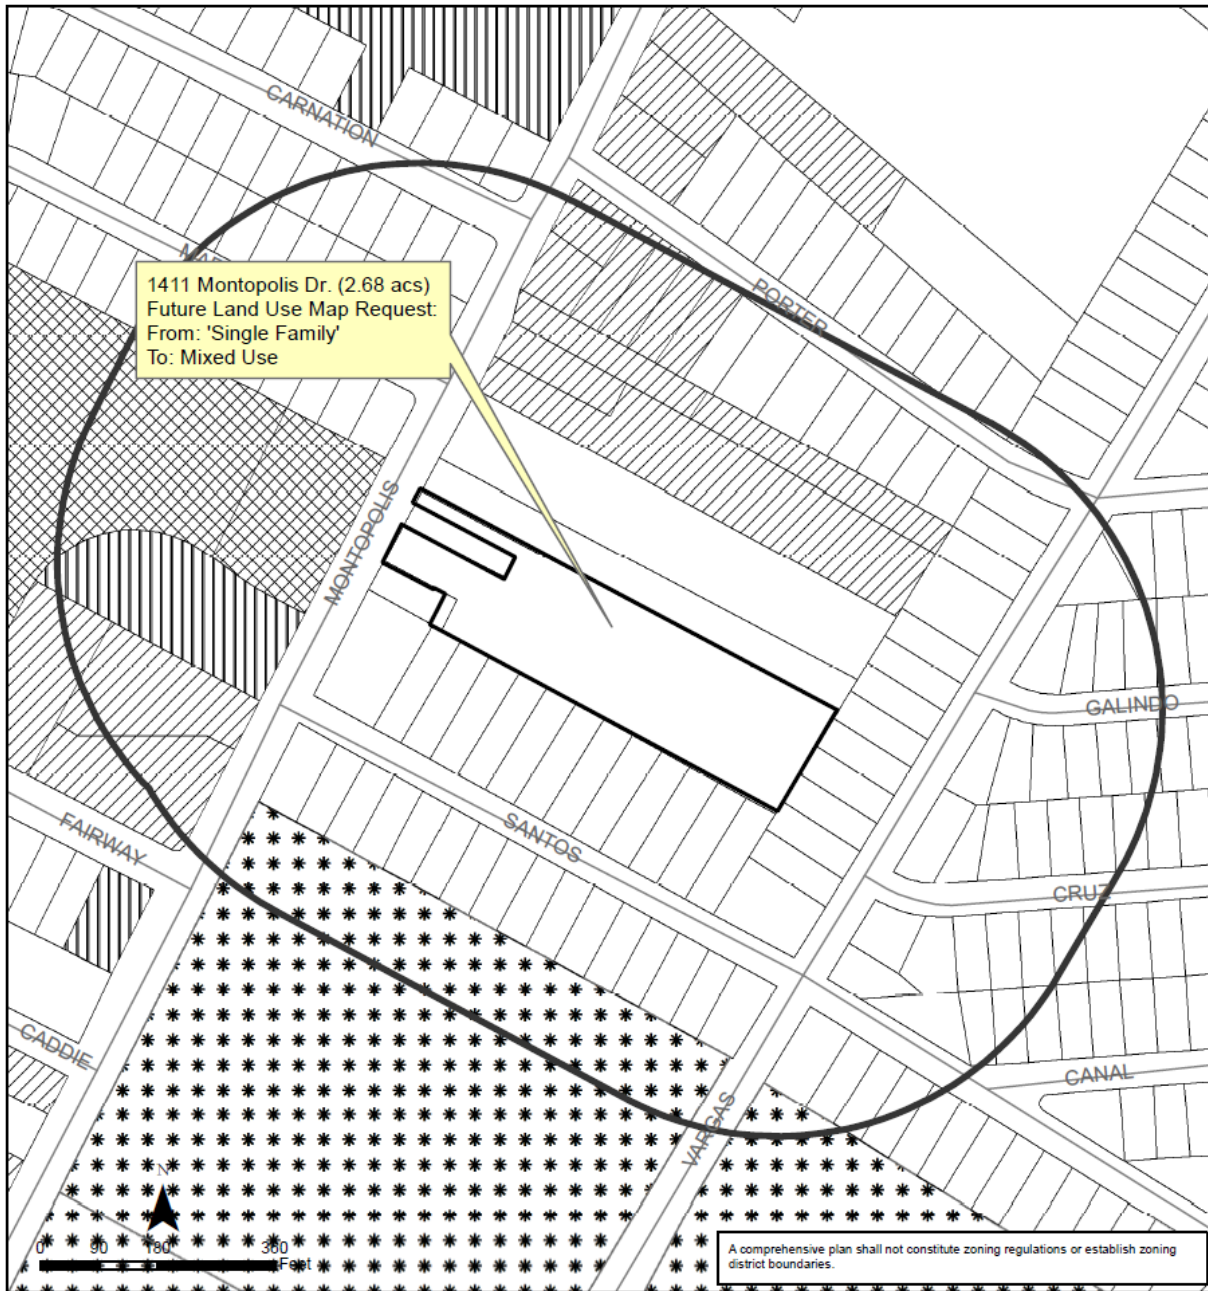 CARNATION
PORTER
1411 Montopolis Dr. (2.68 acs)
Future Land Use Map Request:
From: 'Single Family'
To: Mixed Use
MONTOPOLIS
GALINDO
FAIRWAY
SANTOS
CRUZ
CADDIE
CANAL
VARGAS
N
0 90 180 360
Feet
A comprehensive plan shall not constitute zoning regulations or establish zoning
district boundaries.